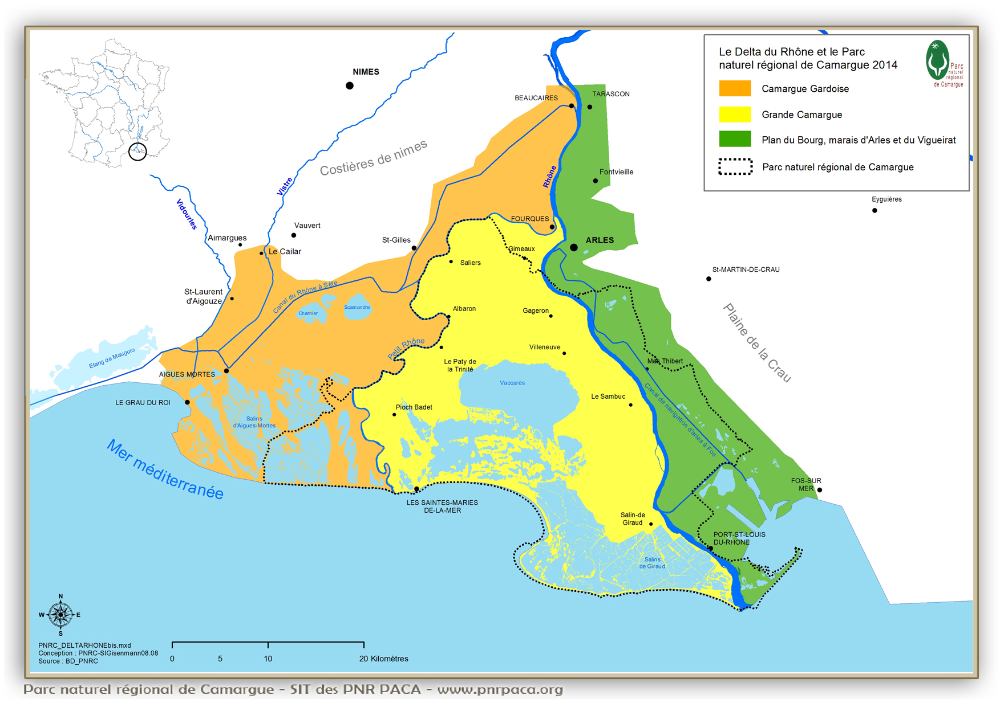 Le Delta du Rhône et le Parc
naturel régional de Camargue 2014
Parc
naturel
régional
de Camargue
Camargue Gardoise
Grande Camargue
Plan du Bourg, marais d'Arles et du Vigueirat
Parc naturel régional de Camargue
Rhône
NIMES
BEAUCAIRES
TARASCON
Costières de nimes
Vistre
Vidourles
Rhône
Fontvieille
Eyguières
Vauvert
Aimargues
Le Cailar
St-Gilles
FOURQUES
ARLES
Gimeaux
Saliers
St-MARTIN-DE-CRAU
St-Laurent
d'Aigouze
Canal du Rhône à Sète
Charnier
Scamandre
Albaron
Gageron
Plaine de la Crau
Petit Rhône
Villeneuve
Etang de Mauguio
Le Paty de
la Trinité
Mas Thibert
AIGUES MORTES
Vaccarès
LE GRAU DU ROI
Le Sambuc
Pioch Badet
Canal de navigation d'arles à Fos
Salins
d'Aigues-Mortes
Mer méditerranée
FOS-SUR
MER
LES SAINTES-MARIES
DE-LA-MER
Salin-de
Giraud
PORT-ST-LOUIS
DU-RHONE
Salins
de Giraud
N
W
E
S
PNRC_DELTARHONEbis.mxd
Conception : PNRC-SIGisenmann08.08
Source : BD_PNRC
0 5 10 20 Kilomètres
Parc naturel régional de Camargue - SIT des PNR PACA - www.pnrpaca.org